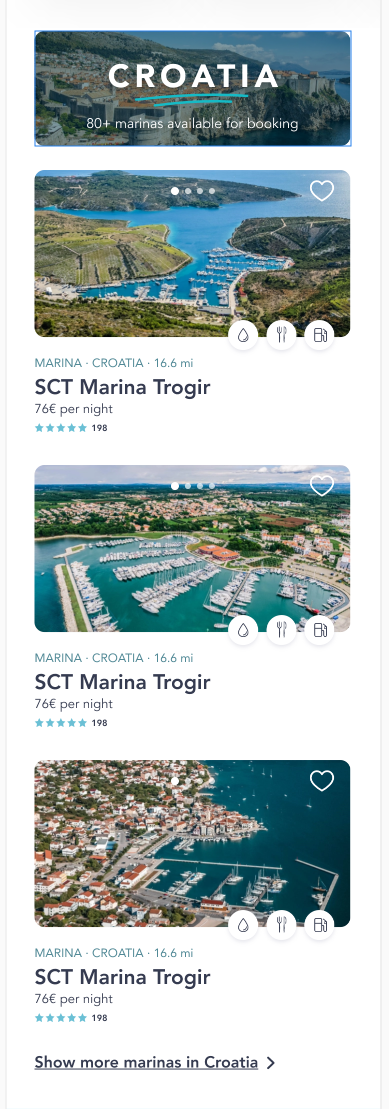 CROATIA
80+ marinas available for booking
MARINA · CROATIA · 16.6 mi
SCT Marina Trogir
76€ per night
198
MARINA · CROATIA · 16.6 mi
SCT Marina Trogir
76€ per night
198
MARINA · CROATIA · 16.6 mi
SCT Marina Trogir
76€ per night
198
Show more marinas in Croatia